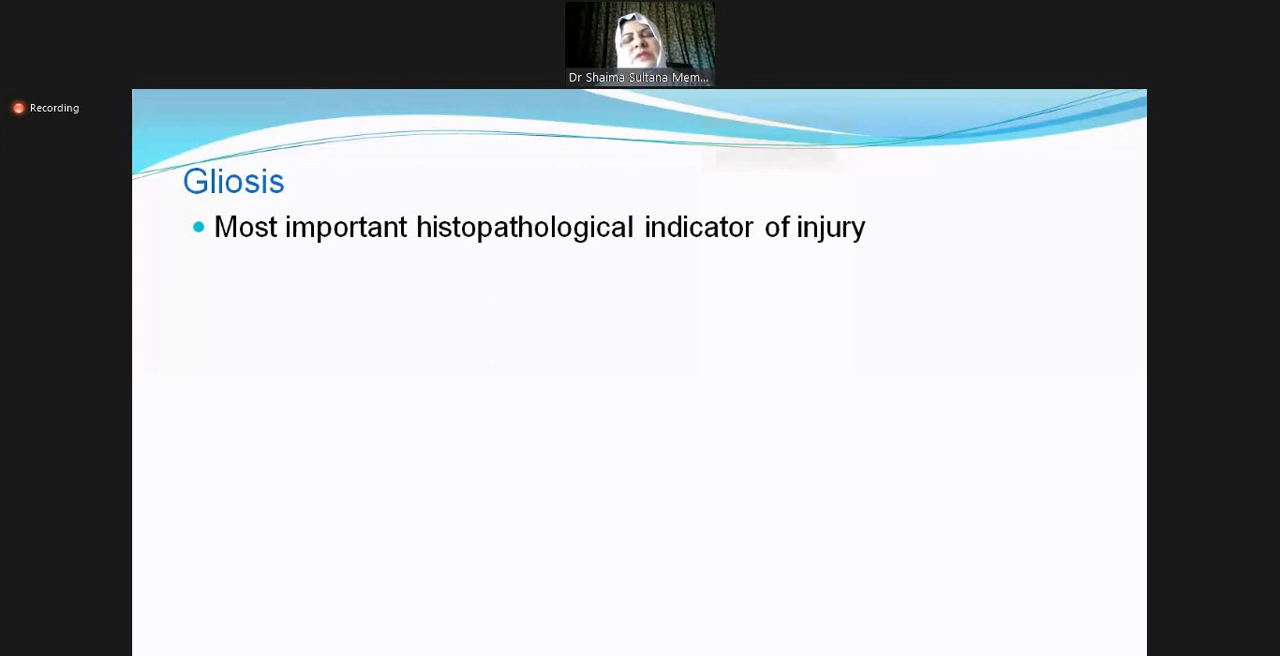 Dr Shaima Sultana Mem...
Recording
Gliosis
Most important histopathological indicator of injury